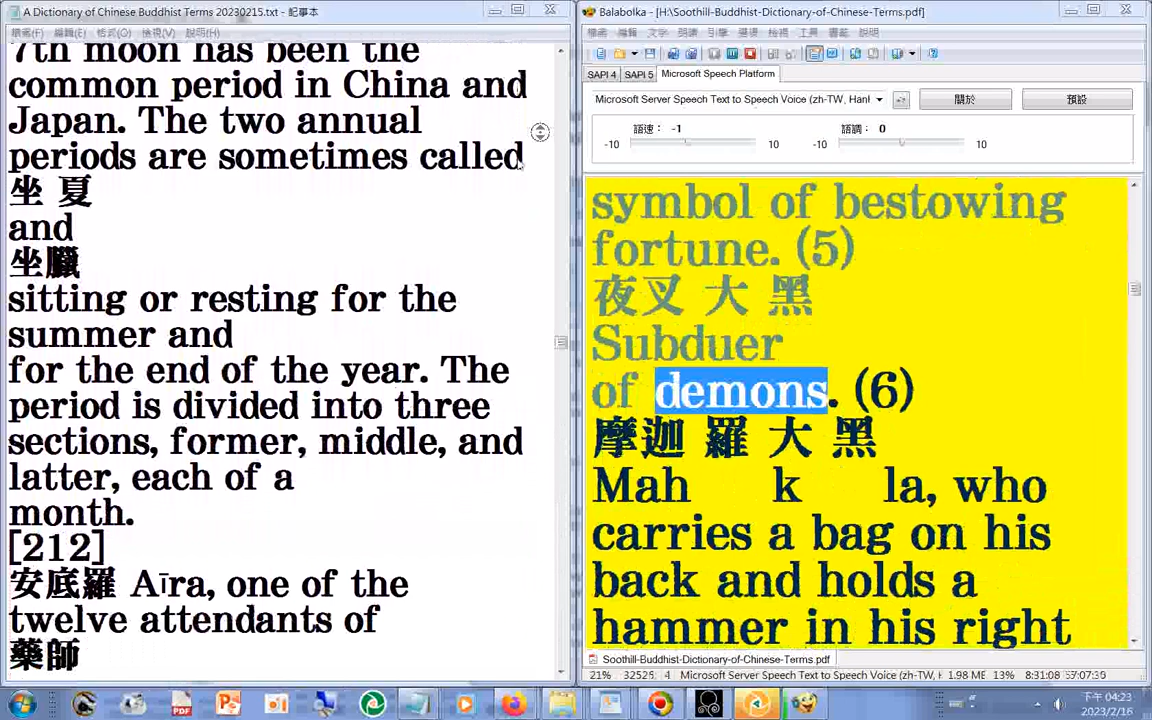 A Dictionary of Chinese Buddhist Terms 20230215.txt - 記事本
檔案(F) 編輯(E) 格式(O) 檢視(V) 說明(H)
7th moon has been the
common period in China and
Japan. The two annual
periods are sometimes called
坐 夏
and
坐臘
sitting or resting for the
summer and
for the end of the year. The
period is divided into three
sections, former, middle, and
latter, each of a
month.
[212]
安底羅 Aīra, one of the
twelve attendants of
藥師
Balabolka - [H:\Soothill-Buddhist-Dictionary-of-Chinese-Terms.pdf]
檔案 編輯 文字 朗讀 引擎 選項 檢視 工具 書籤 說明
SAPI 4 SAPI 5 Microsoft Speech Platform
Microsoft Server Speech Text to Speech Voice (zh-TW, Hanl
關於
預設
語速： -1
語調： 0
-10 10 -10 10
symbol of bestowing
fortune. (5)
夜叉 大 黑
Subduer
of demons. (6)
摩迦 羅 大 黑
Mah k la, who
carries a bag on his
back and holds a
hammer in his right
Soothill-Buddhist-Dictionary-of-Chinese-Terms.pdf
21% 32525 4 Microsoft Speech Platform Microsoft Server Speech Text to Speech Voice (zh-TW, H 1.98 ME 13% 8:31:08
下午 04:23
2023/2/16